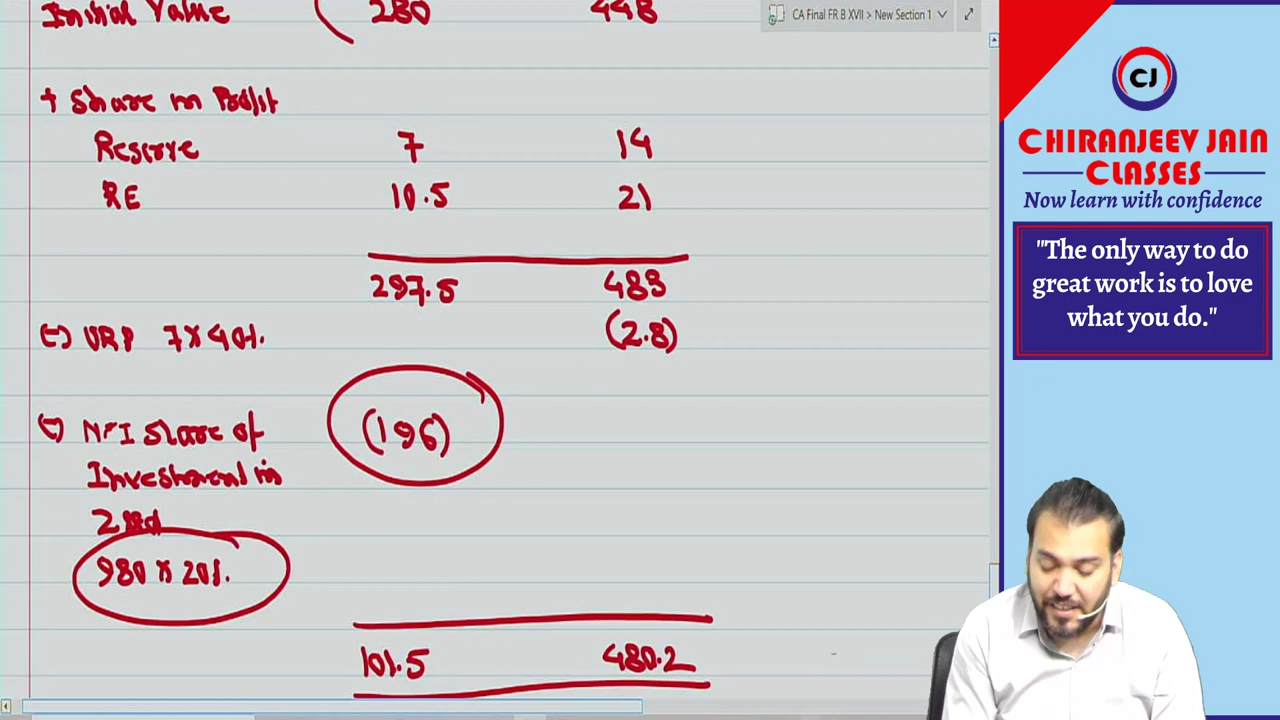 Initial Value 280 448
CA Final FR B XVII > New Section 1
+ Share in Profit
Reserve 7 14
RE 10.5 21
297.5 483
(-) URP 7 x 40%. (2.8)
(-) NCI Share of (196)
Investment in
Z Ltd
980 x 20%.
101.5 480.2
CJ
CHIRANJEEV JAIN
CLASSES
Now learn with confidence
"The only way to do
great work is to love
what you do."